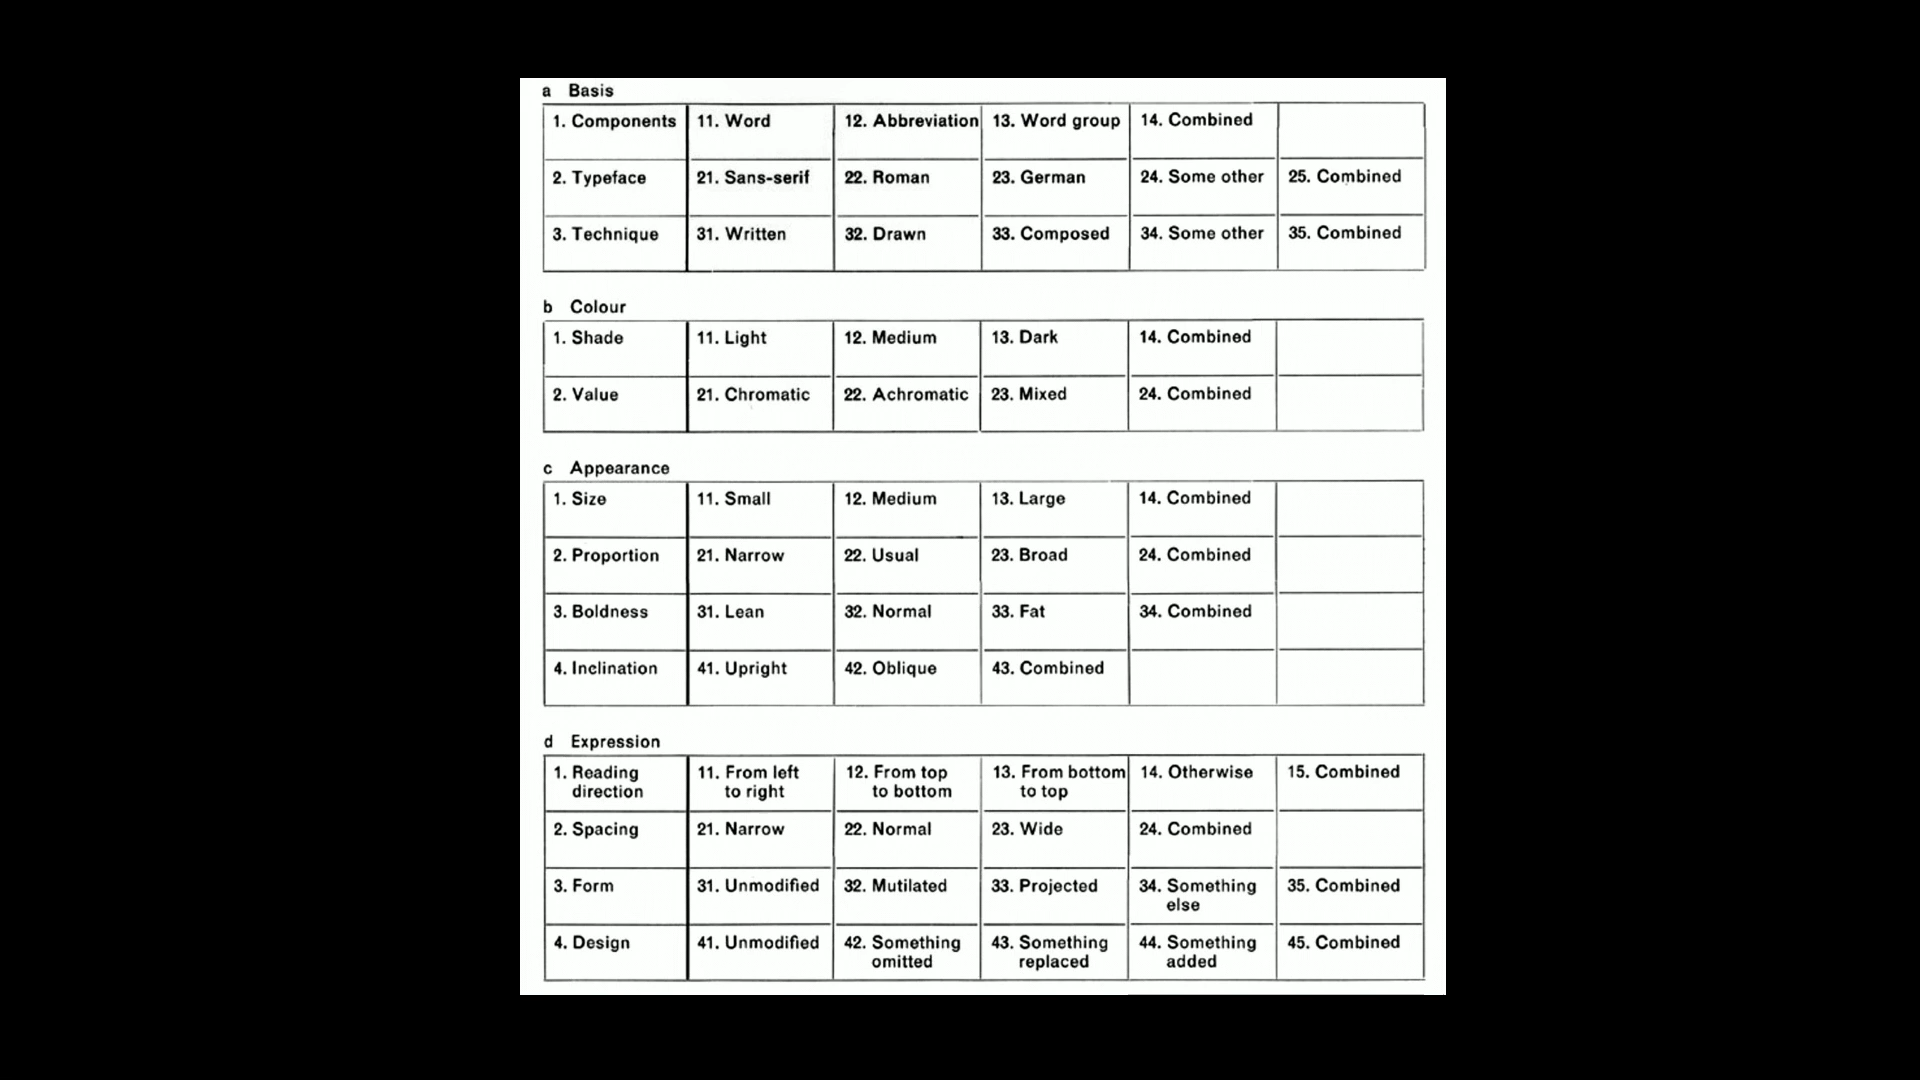 a Basis
1. Components 11. Word 12. Abbreviation 13. Word group 14. Combined
2. Typeface 21. Sans-serif 22. Roman 23. German 24. Some other 25. Combined
3. Technique 31. Written 32. Drawn 33. Composed 34. Some other 35. Combined
b Colour
1. Shade 11. Light 12. Medium 13. Dark 14. Combined
2. Value 21. Chromatic 22. Achromatic 23. Mixed 24. Combined
c Appearance
1. Size 11. Small 12. Medium 13. Large 14. Combined
2. Proportion 21. Narrow 22. Usual 23. Broad 24. Combined
3. Boldness 31. Lean 32. Normal 33. Fat 34. Combined
4. Inclination 41. Upright 42. Oblique 43. Combined
d Expression
1. Reading direction 11. From left to right 12. From top to bottom 13. From bottom to top 14. Otherwise 15. Combined
2. Spacing 21. Narrow 22. Normal 23. Wide 24. Combined
3. Form 31. Unmodified 32. Mutilated 33. Projected 34. Something else 35. Combined
4. Design 41. Unmodified 42. Something omitted 43. Something replaced 44. Something added 45. Combined